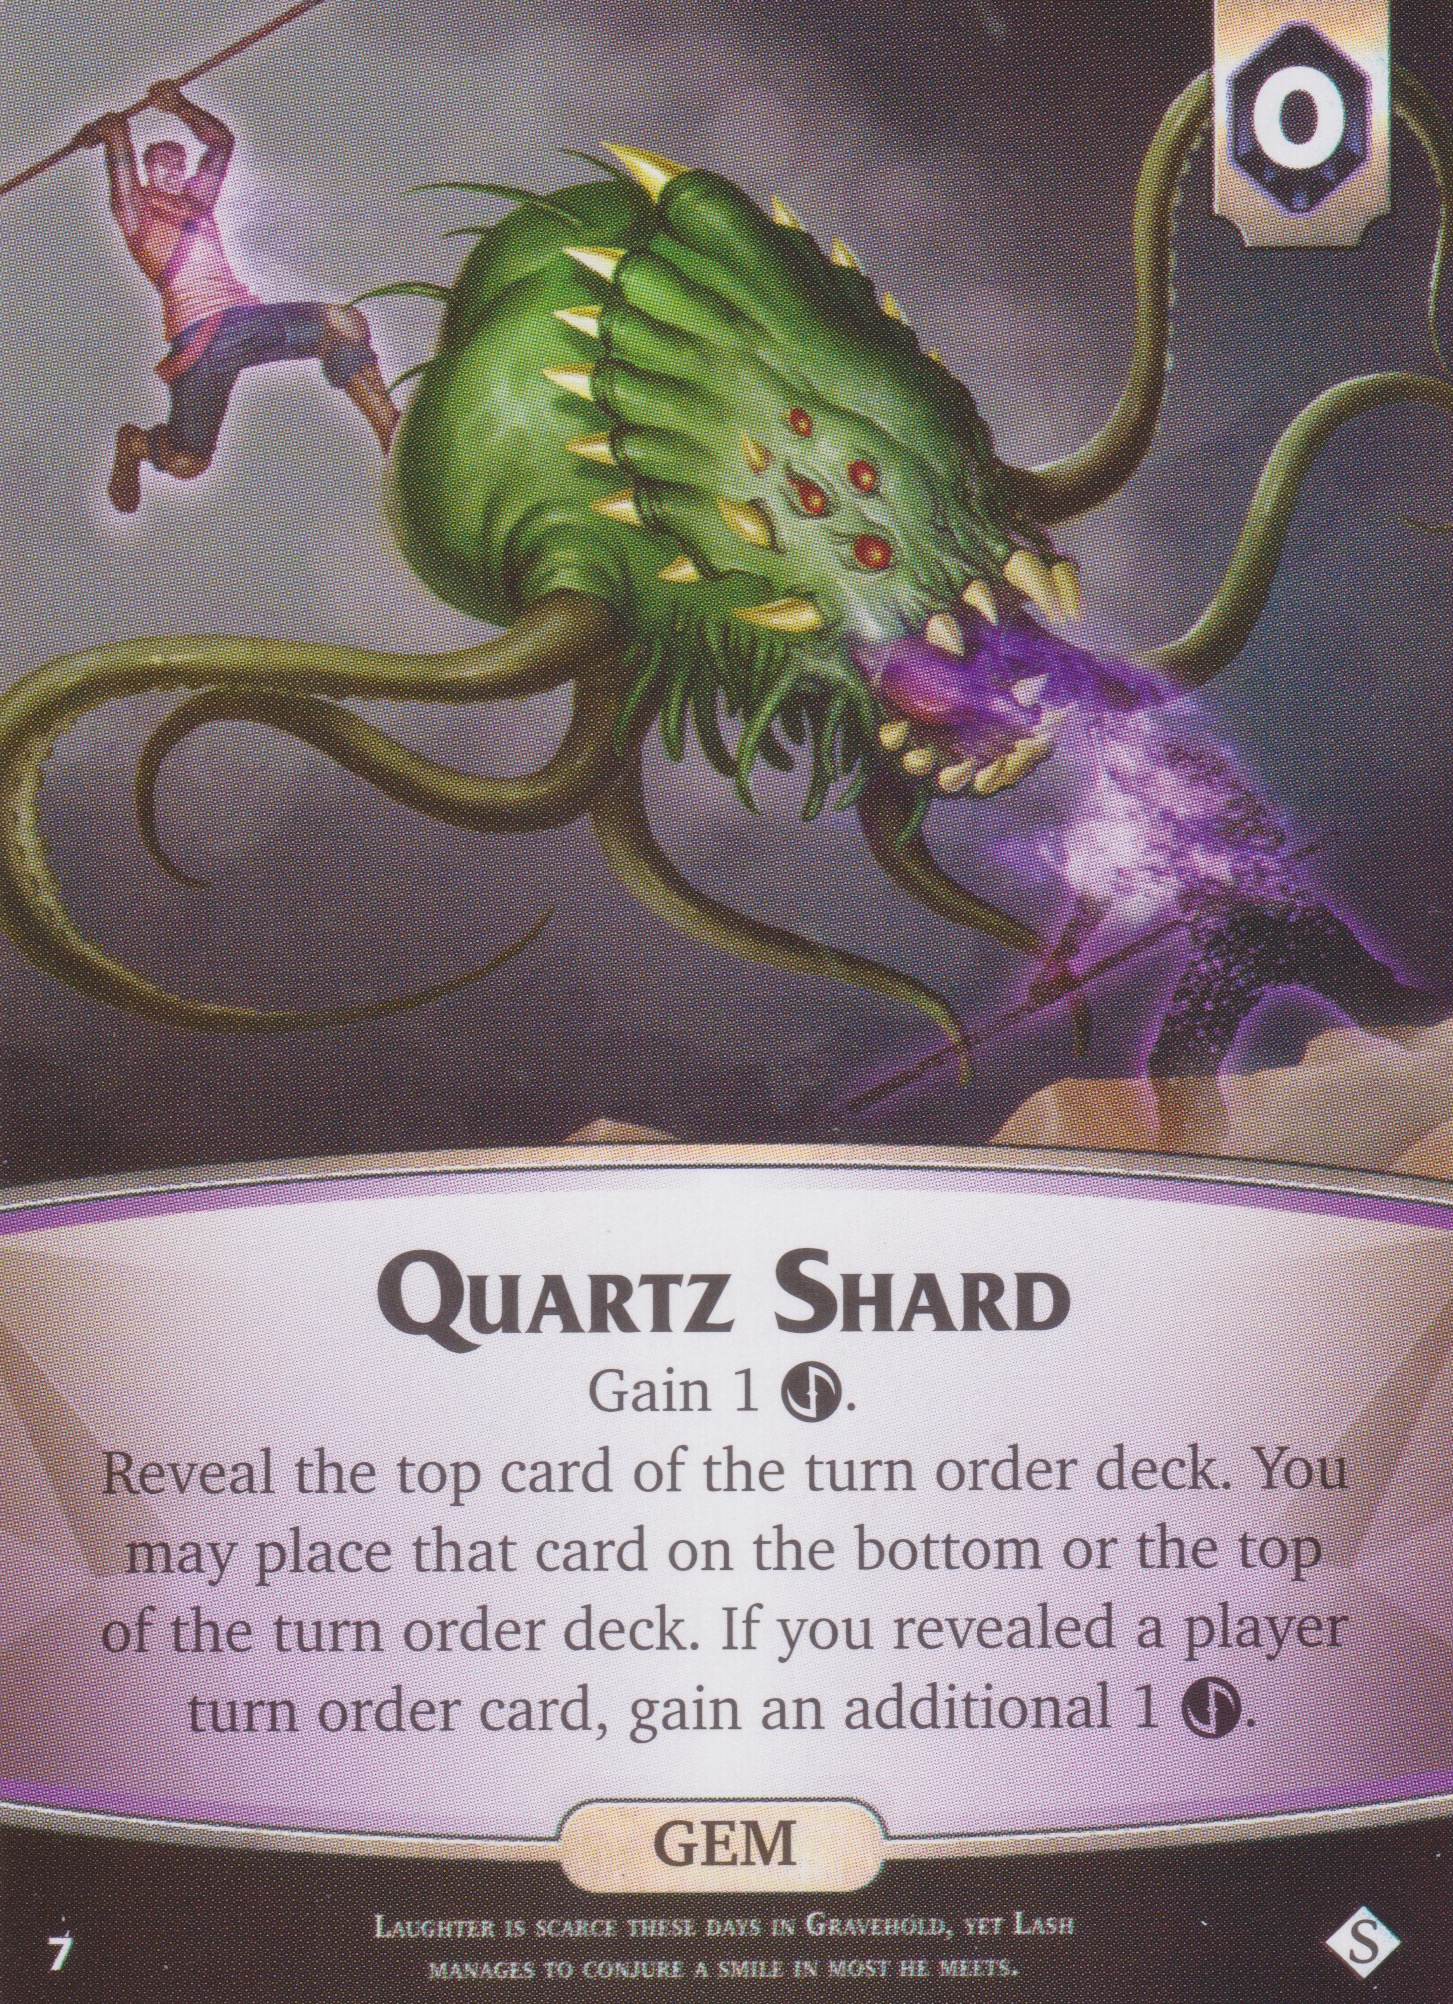 0
QUARTZ SHARD
Gain 1 .
Reveal the top card of the turn order deck. You
may place that card on the bottom or the top
of the turn order deck. If you revealed a player
turn order card, gain an additional 1 .
GEM
LAUGHTER IS SCARCE THESE DAYS IN GRAVEHOLD, YET LASH
MANAGES TO CONJURE A SMILE IN MOST HE MEETS.
7
S